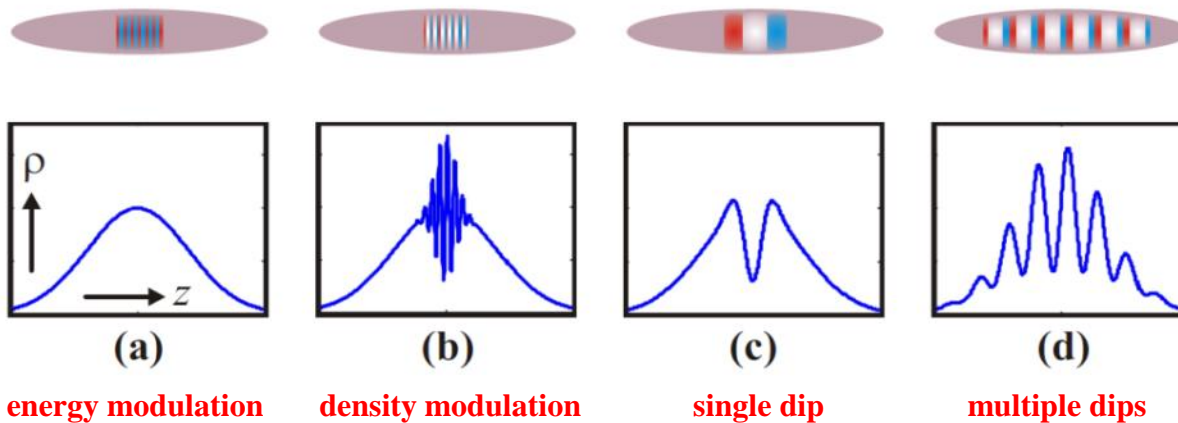 ρ
z
(a) (b) (c) (d)
energy modulation density modulation single dip multiple dips